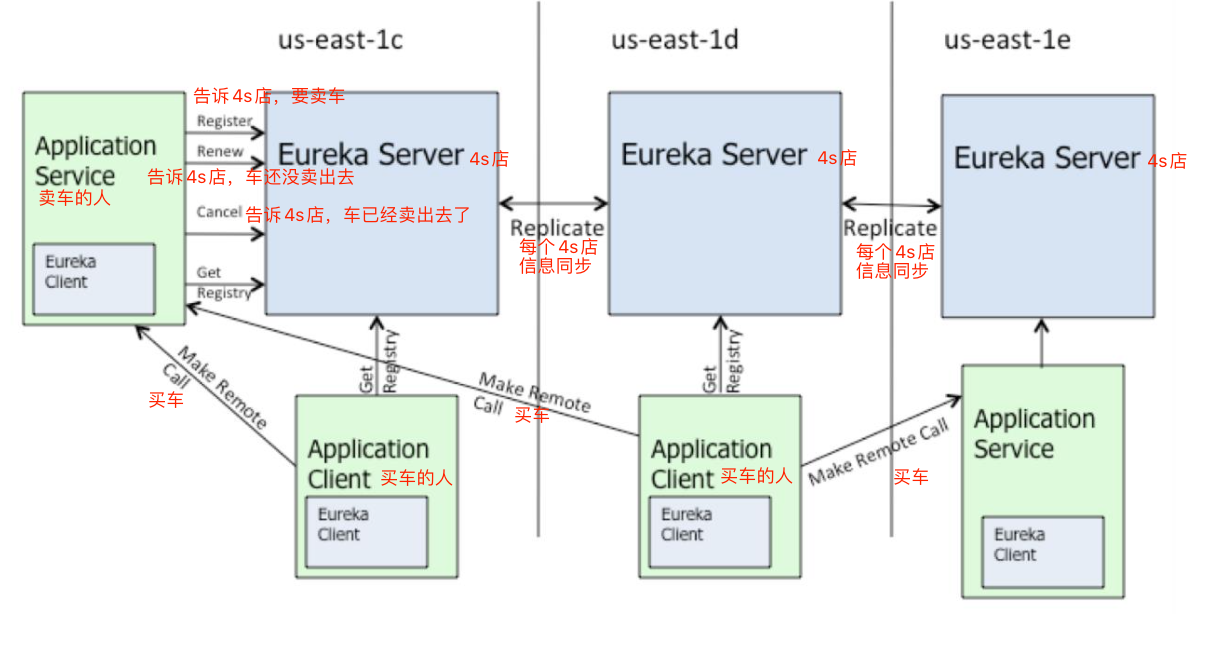 us-east-1c
us-east-1d
us-east-1e
告诉4s店，要卖车
Register
Renew
告诉4s店，车还没卖出去
Cancel
告诉4s店，车已经卖出去了
Get
Registry
Application
Service
卖车的人
Eureka
Client
Eureka Server
4s店
Replicate
每个4s店
信息同步
Eureka Server
4s店
Replicate
每个4s店
信息同步
Eureka Server
4s店
Make Remote
Call
买车
Get
Registry
Make Remote
Call
买车
Get
Registry
Make Remote Call
买车
Application
Client
买车的人
Eureka
Client
Application
Client
买车的人
Eureka
Client
Application
Service
Eureka
Client